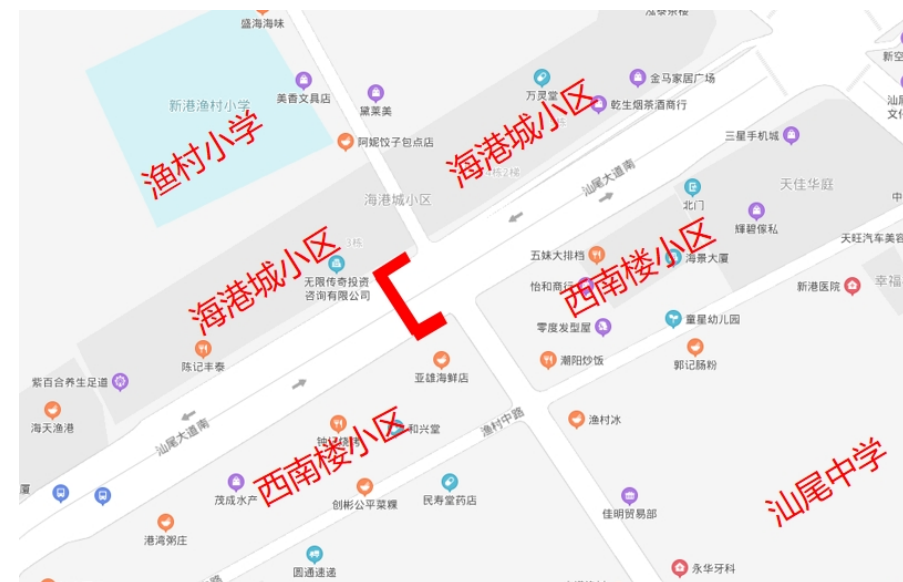 盛海海味
新空
金马家居广场
万灵堂
乾生烟茶酒行
美香文具店
黛莱美
新港渔村小学
渔村小学
海港城小区
阿妮饺子包点店
三星手机城
汕尾大道南
天佳华庭
北门
海港城小区
輝碧傢私
天旺汽车美容
3栋
五妹大排档
海景大厦
西南楼小区
无限传奇投资
咨询有限公司
海港城小区
怡和商行
新港医院
幸福
零度发型屋
童星幼儿园
陈记丰泰
潮阳炒饭
郭记肠粉
紫百合养生足道
亚雄海鲜店
海天渔港
汕尾大道南
和兴堂
渔村中路
渔村冰
西南楼小区
厦
茂成水产
创彬公平菜粿
民寿堂药店
佳明贸易部
汕尾中学
港湾粥庄
圆通速递
永华牙科